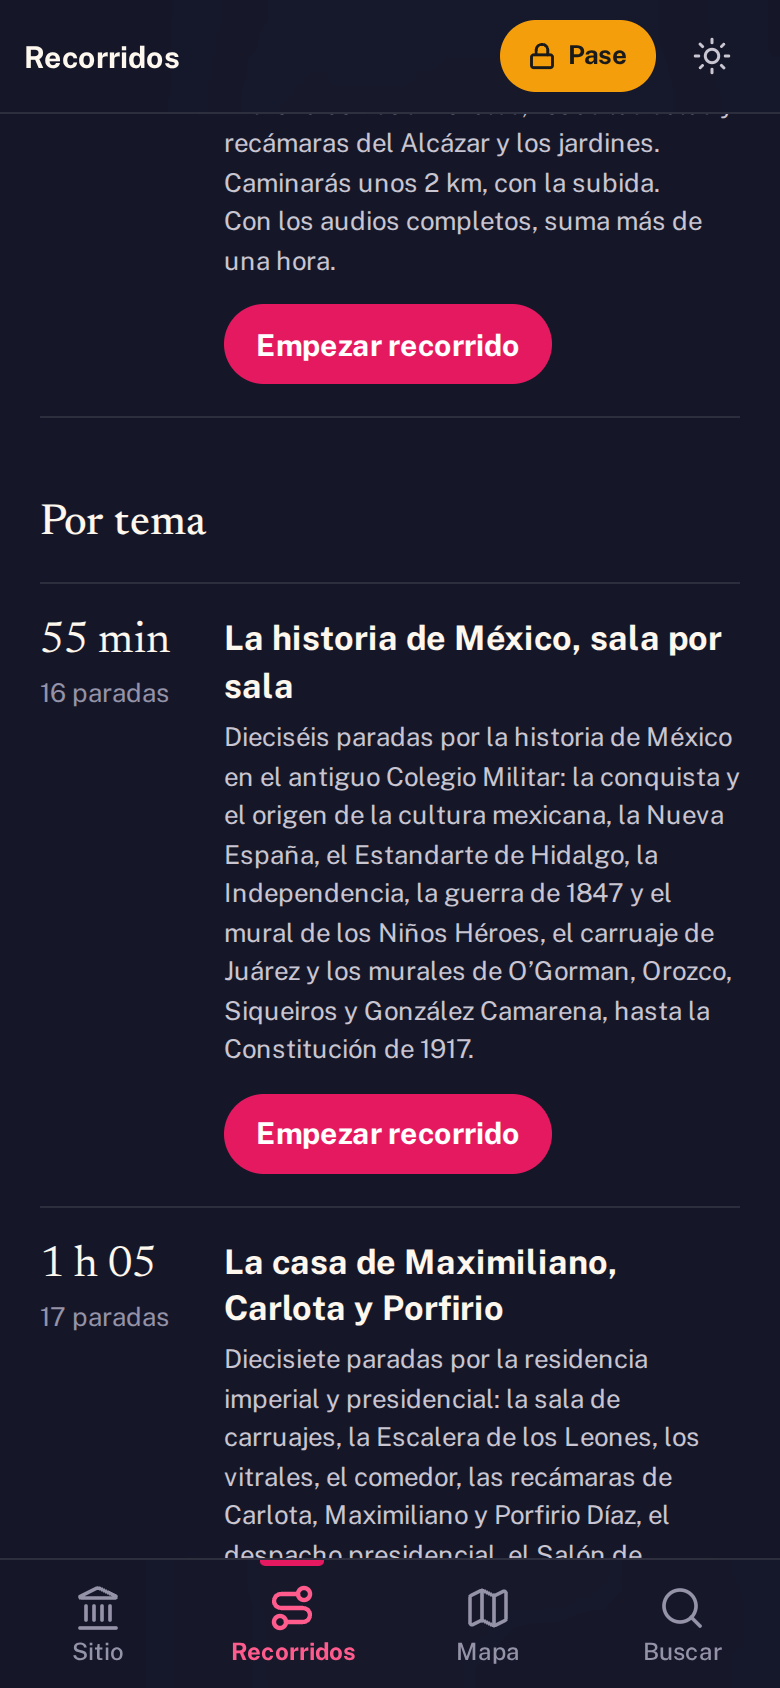 Recorridos
Pase
recámaras del Alcázar y los jardines.
Caminarás unos 2 km, con la subida.
Con los audios completos, suma más de
una hora.
Empezar recorrido
Por tema
55 min
16 paradas
La historia de México, sala por
sala
Dieciséis paradas por la historia de México
en el antiguo Colegio Militar: la conquista y
el origen de la cultura mexicana, la Nueva
España, el Estandarte de Hidalgo, la
Independencia, la guerra de 1847 y el
mural de los Niños Héroes, el carruaje de
Juárez y los murales de O’Gorman, Orozco,
Siqueiros y González Camarena, hasta la
Constitución de 1917.
Empezar recorrido
1 h 05
17 paradas
La casa de Maximiliano,
Carlota y Porfirio
Diecisiete paradas por la residencia
imperial y presidencial: la sala de
carruajes, la Escalera de los Leones, los
vitrales, el comedor, las recámaras de
Carlota, Maximiliano y Porfirio Díaz, el
despacho presidencial, el Salón de
Sitio
Recorridos
Mapa
Buscar